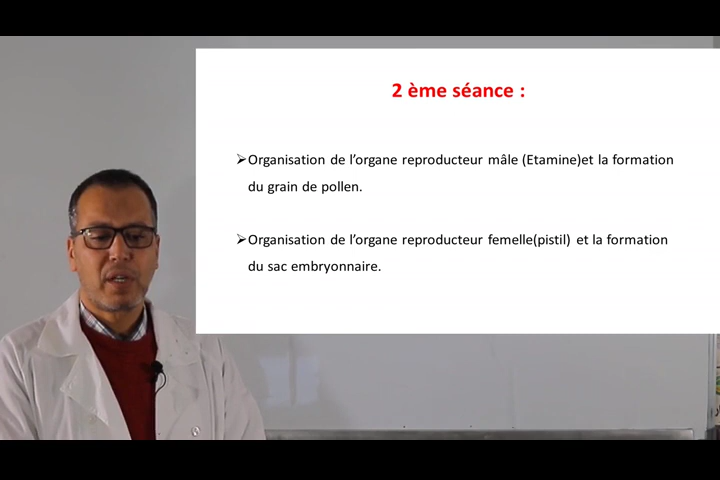 2 ème séance :
➢Organisation de l’organe reproducteur mâle (Etamine)et la formation
du grain de pollen.
➢Organisation de l’organe reproducteur femelle(pistil) et la formation
du sac embryonnaire.